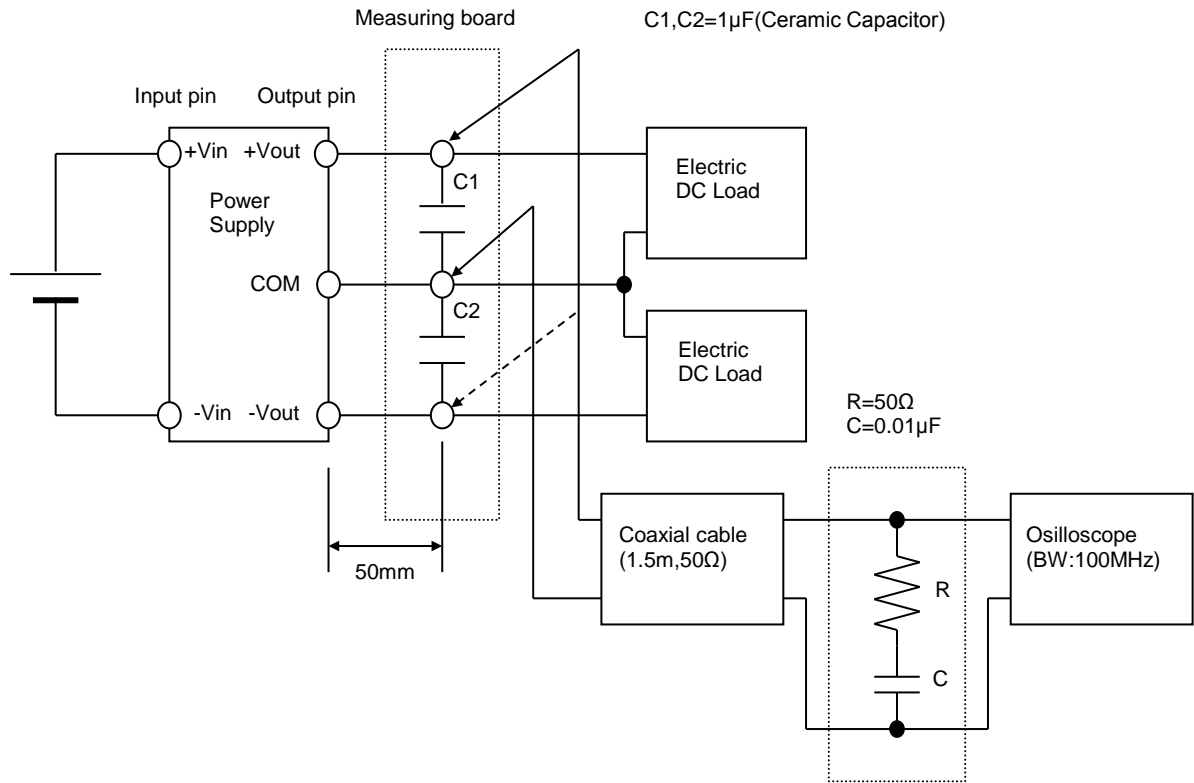 Measuring board
C1,C2=1µF(Ceramic Capacitor)
Input pin
Output pin
+Vin
+Vout
C1
Electric
DC Load
Power
Supply
COM
C2
Electric
DC Load
-Vin
-Vout
R=50Ω
C=0.01µF
50mm
Coaxial cable
(1.5m,50Ω)
R
C
Osilloscope
(BW:100MHz)